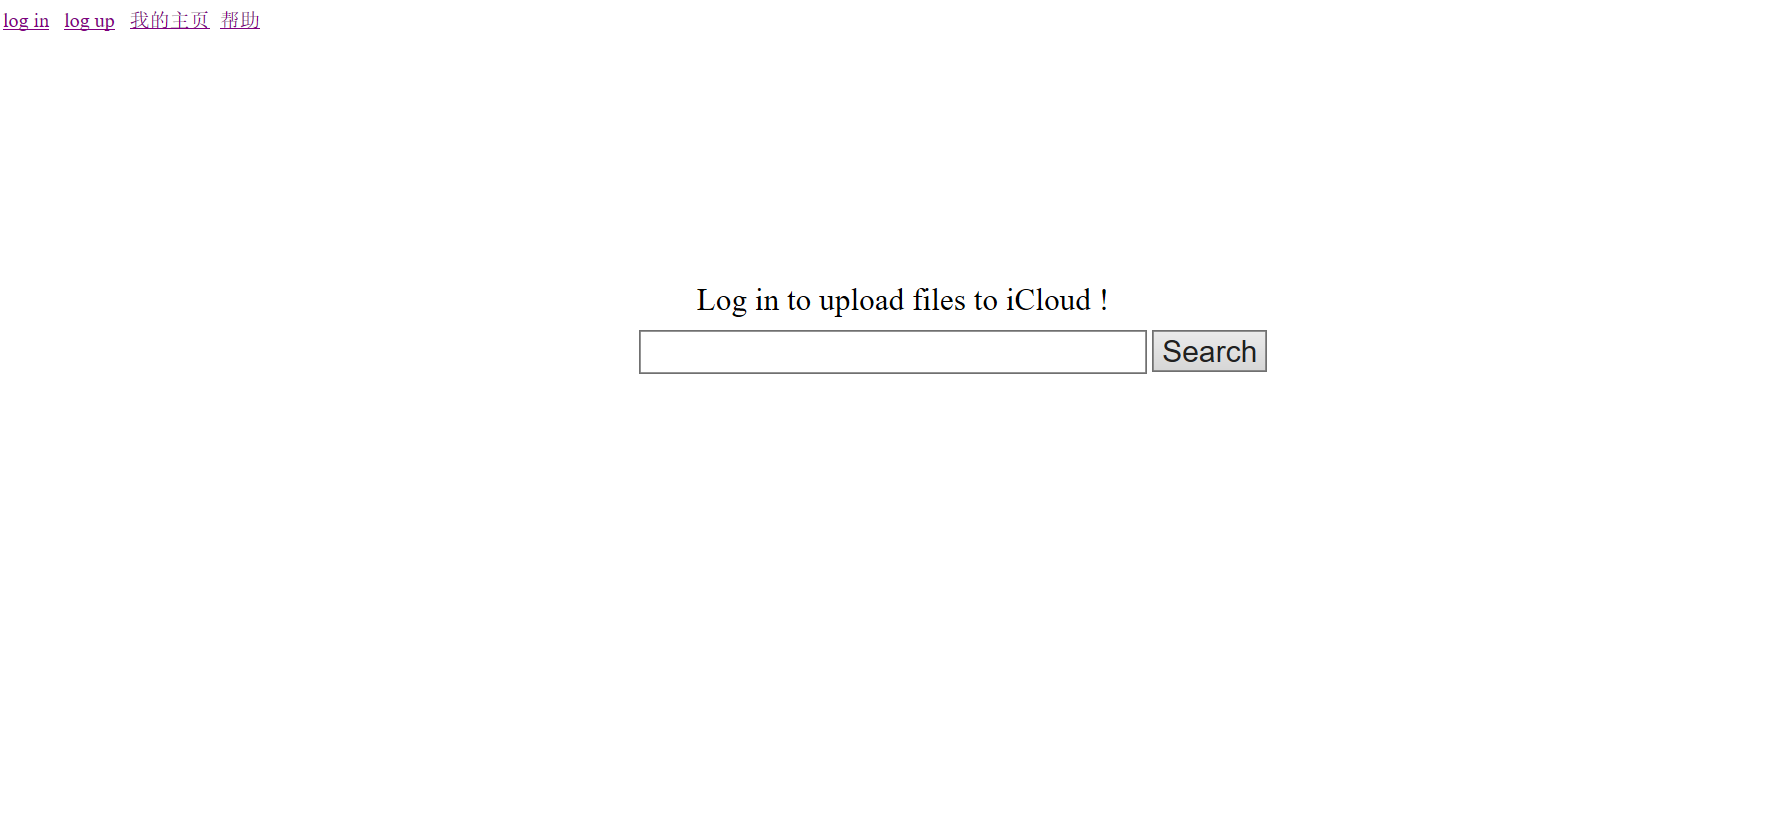 log in log up 我的主页 帮助
Log in to upload files to iCloud !
Search